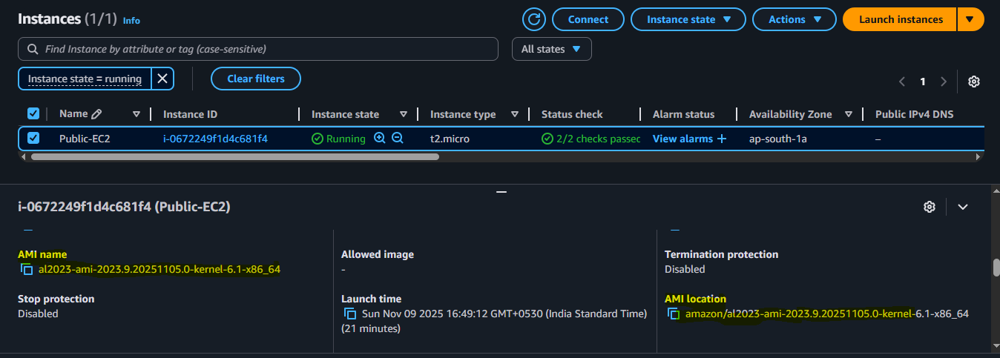 Instances (1/1) Info
Connect
Instance state
Actions
Launch instances
Find Instance by attribute or tag (case-sensitive)
All states
Instance state = running
Clear filters
1
Name Instance ID Instance state Instance type Status check Alarm status Availability Zone Public IPv4 DNS
Public-EC2 i-0672249f1d4c681f4 Running t2.micro 2/2 checks passec View alarms + ap-south-1a –
i-0672249f1d4c681f4 (Public-EC2)
AMI name
al2023-ami-2023.9.20251105.0-kernel-6.1-x86_64
Allowed image
-
Termination protection
Disabled
Stop protection
Disabled
Launch time
Sun Nov 09 2025 16:49:12 GMT+0530 (India Standard Time)
(21 minutes)
AMI location
amazon/al2023-ami-2023.9.20251105.0-kernel-6.1-x86_64